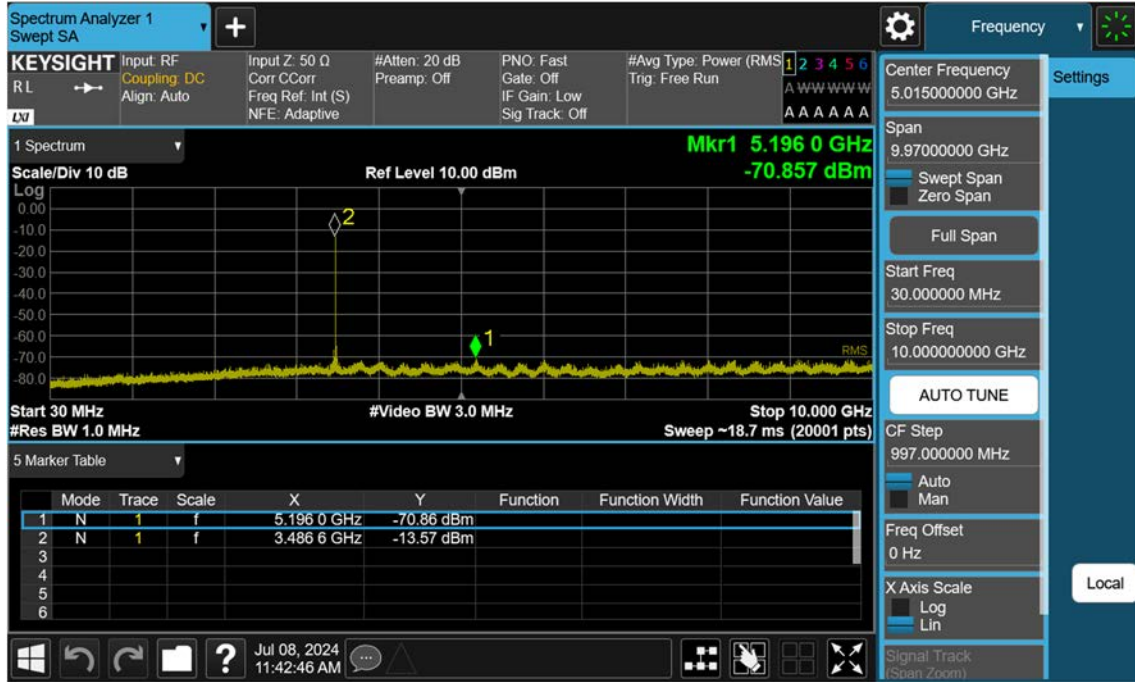 Spectrum Analyzer 1
Swept SA
Frequency
KEYSIGHT
R L
LXI
Input: RF
Coupling: DC
Align: Auto
Input Z: 50 Ω
Corr CCorr
Freq Ref: Int (S)
NFE: Adaptive
#Atten: 20 dB
Preamp: Off
PNO: Fast
Gate: Off
IF Gain: Low
Sig Track: Off
#Avg Type: Power (RMS
Trig: Free Run
1 2 3 4 5 6
A W W W W W
A A A A A A
1 Spectrum
Scale/Div 10 dB
Ref Level 10.00 dBm
Mkr1 5.196 0 GHz
-70.857 dBm
Log
0.00
-10.0
-20.0
-30.0
-40.0
-50.0
-60.0
-70.0
-80.0
2
1
RMS
Start 30 MHz
#Res BW 1.0 MHz
#Video BW 3.0 MHz
Stop 10.000 GHz
Sweep ~18.7 ms (20001 pts)
5 Marker Table
Mode Trace Scale X Y Function Function Width Function Value
1 N 1 f 5.196 0 GHz -70.86 dBm
2 N 1 f 3.486 6 GHz -13.57 dBm
3
4
5
6
?
Jul 08, 2024
11:42:46 AM
Center Frequency
5.015000000 GHz
Span
9.97000000 GHz
Swept Span
Zero Span
Full Span
Start Freq
30.000000 MHz
Stop Freq
10.000000000 GHz
AUTO TUNE
CF Step
997.000000 MHz
Auto
Man
Freq Offset
0 Hz
X Axis Scale
Log
Lin
Signal Track
(Span Zoom)
Settings
Local